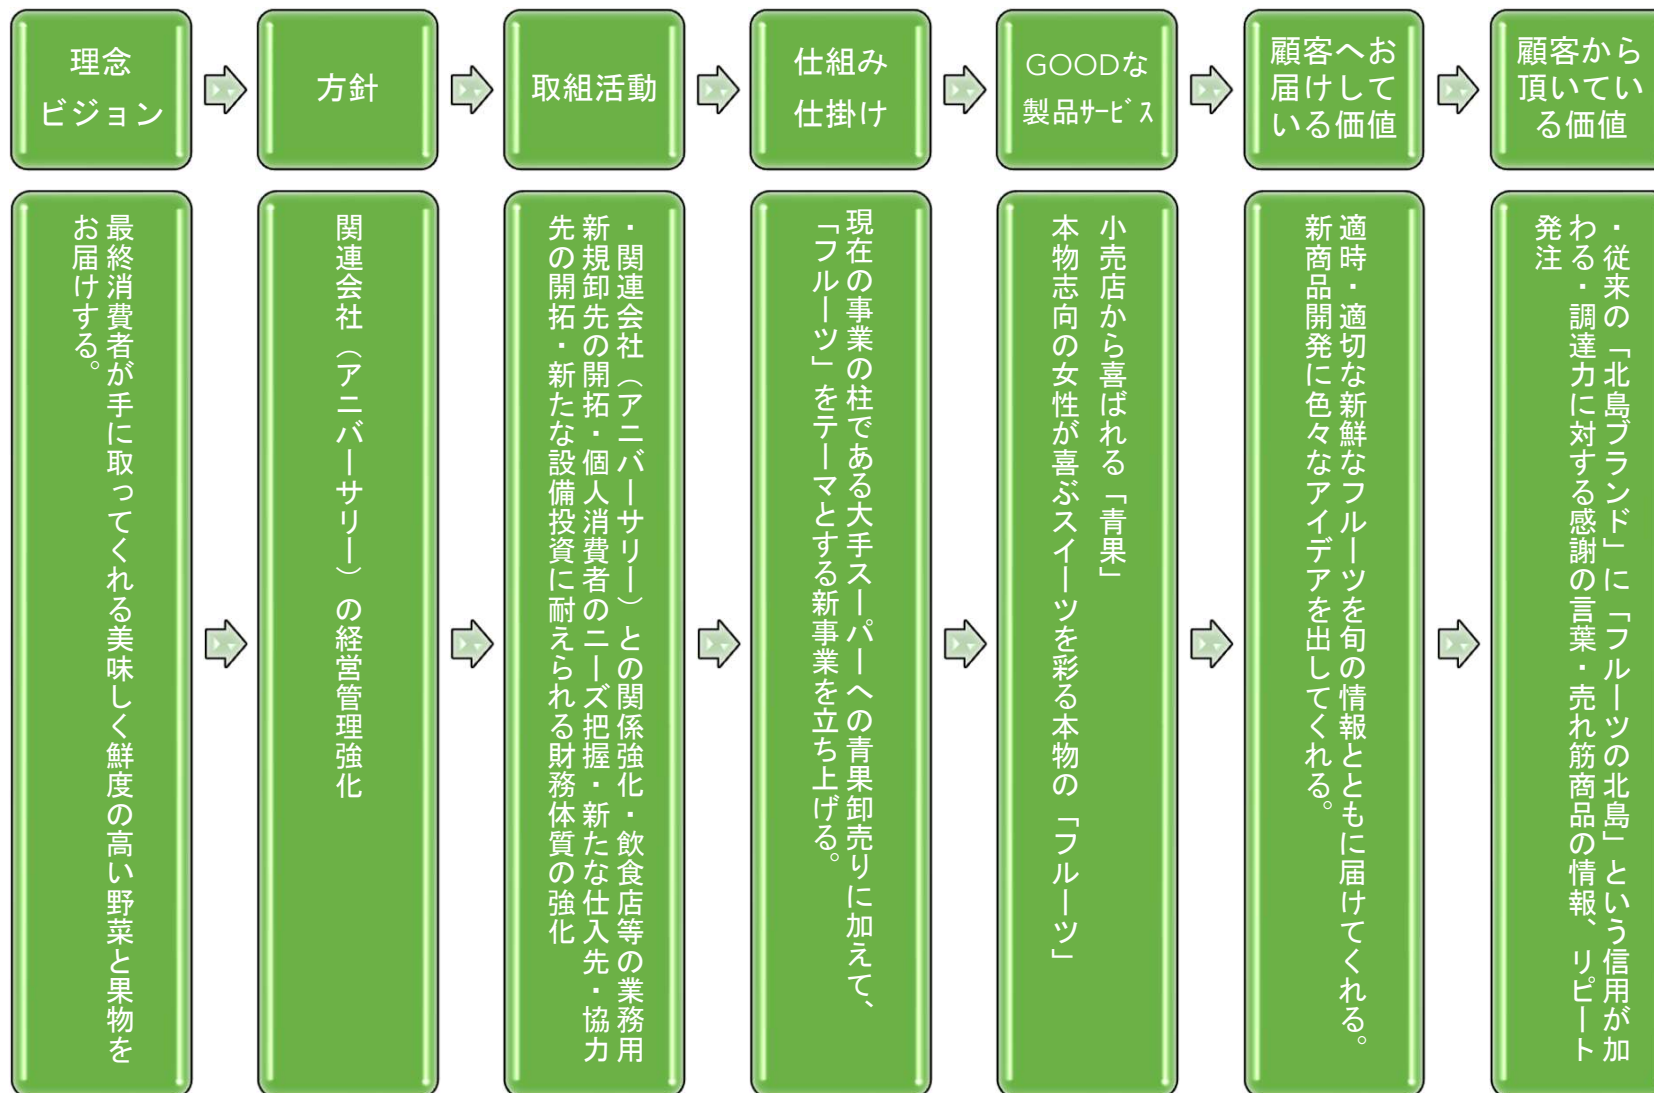 理念
ビジョン
方針
取組活動
仕組み
仕掛け
GOODな
製品ｻｰﾋﾞｽ
顧客へお
届けして
いる価値
顧客から
頂いてい
る価値
最終消費者が手に取ってくれる美味しく鮮度の高い野菜と果物を
お届けする。
関連会社（アニバーサリー）の経営管理強化
・関連会社（アニバーサリー）との関係強化・飲食店等の業務用
新規卸先の開拓・個人消費者のニーズ把握・新たな仕入先・協力
先の開拓・新たな設備投資に耐えられる財務体質の強化
現在の事業の柱である大手スーパーへの青果卸売りに加えて、
「フルーツ」をテーマとする新事業を立ち上げる。
小売店から喜ばれる「青果」
本物志向の女性が喜ぶスイーツを彩る本物の「フルーツ」
適時・適切な新鮮なフルーツを旬の情報とともに届けてくれる。
新商品開発に色々なアイデアを出してくれる。
・従来の「北島ブランド」に「フルーツの北島」という信用が加
わる・調達力に対する感謝の言葉・売れ筋商品の情報、リピート
発注